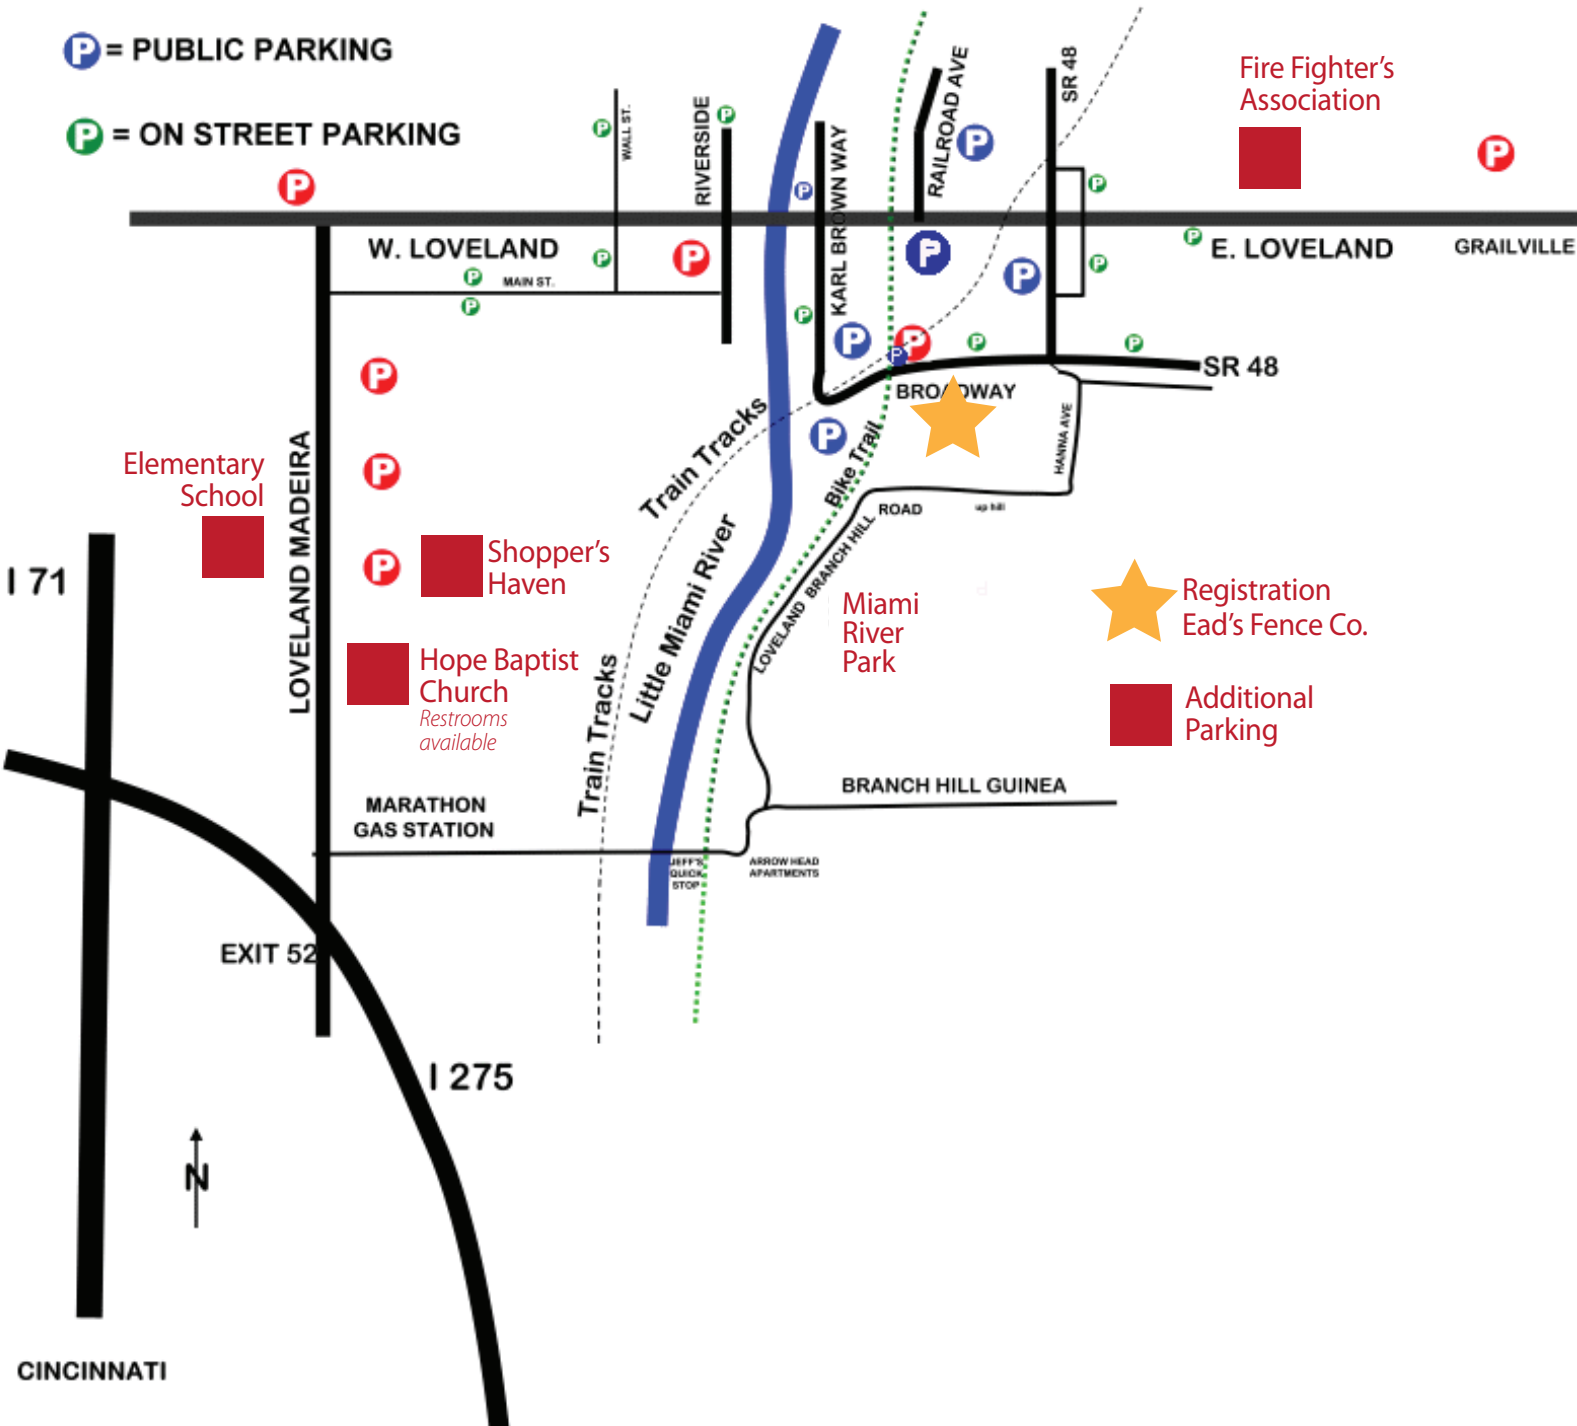 P = PUBLIC PARKING
P = ON STREET PARKING
P
WALL ST.
P
RIVERSIDE
P
P
KARL BROWN WAY
RAILROAD AVE
P
SR 48
P
Fire Fighter's
Association
P
W. LOVELAND
P
MAIN ST.
P
P
P
P
P
P
P
E. LOVELAND
GRAILVILLE
P
P
P
P
P
P
P
SR 48
BROADWAY
P
P
P
P
Train Tracks
Bike Trail
HANNA AVE
ROAD
up hill
LOVELAND BRANCH HILL
Elementary
School
LOVELAND MADEIRA
Shopper's
Haven
I 71
Little Miami River
Miami
River
Park
Registration
Ead's Fence Co.
Hope Baptist
Church
Restrooms
available
Train Tracks
Additional
Parking
BRANCH HILL GUINEA
MARATHON
GAS STATION
JEFF'S
QUICK
STOP
ARROW HEAD
APARTMENTS
EXIT 52
I 275
N
CINCINNATI